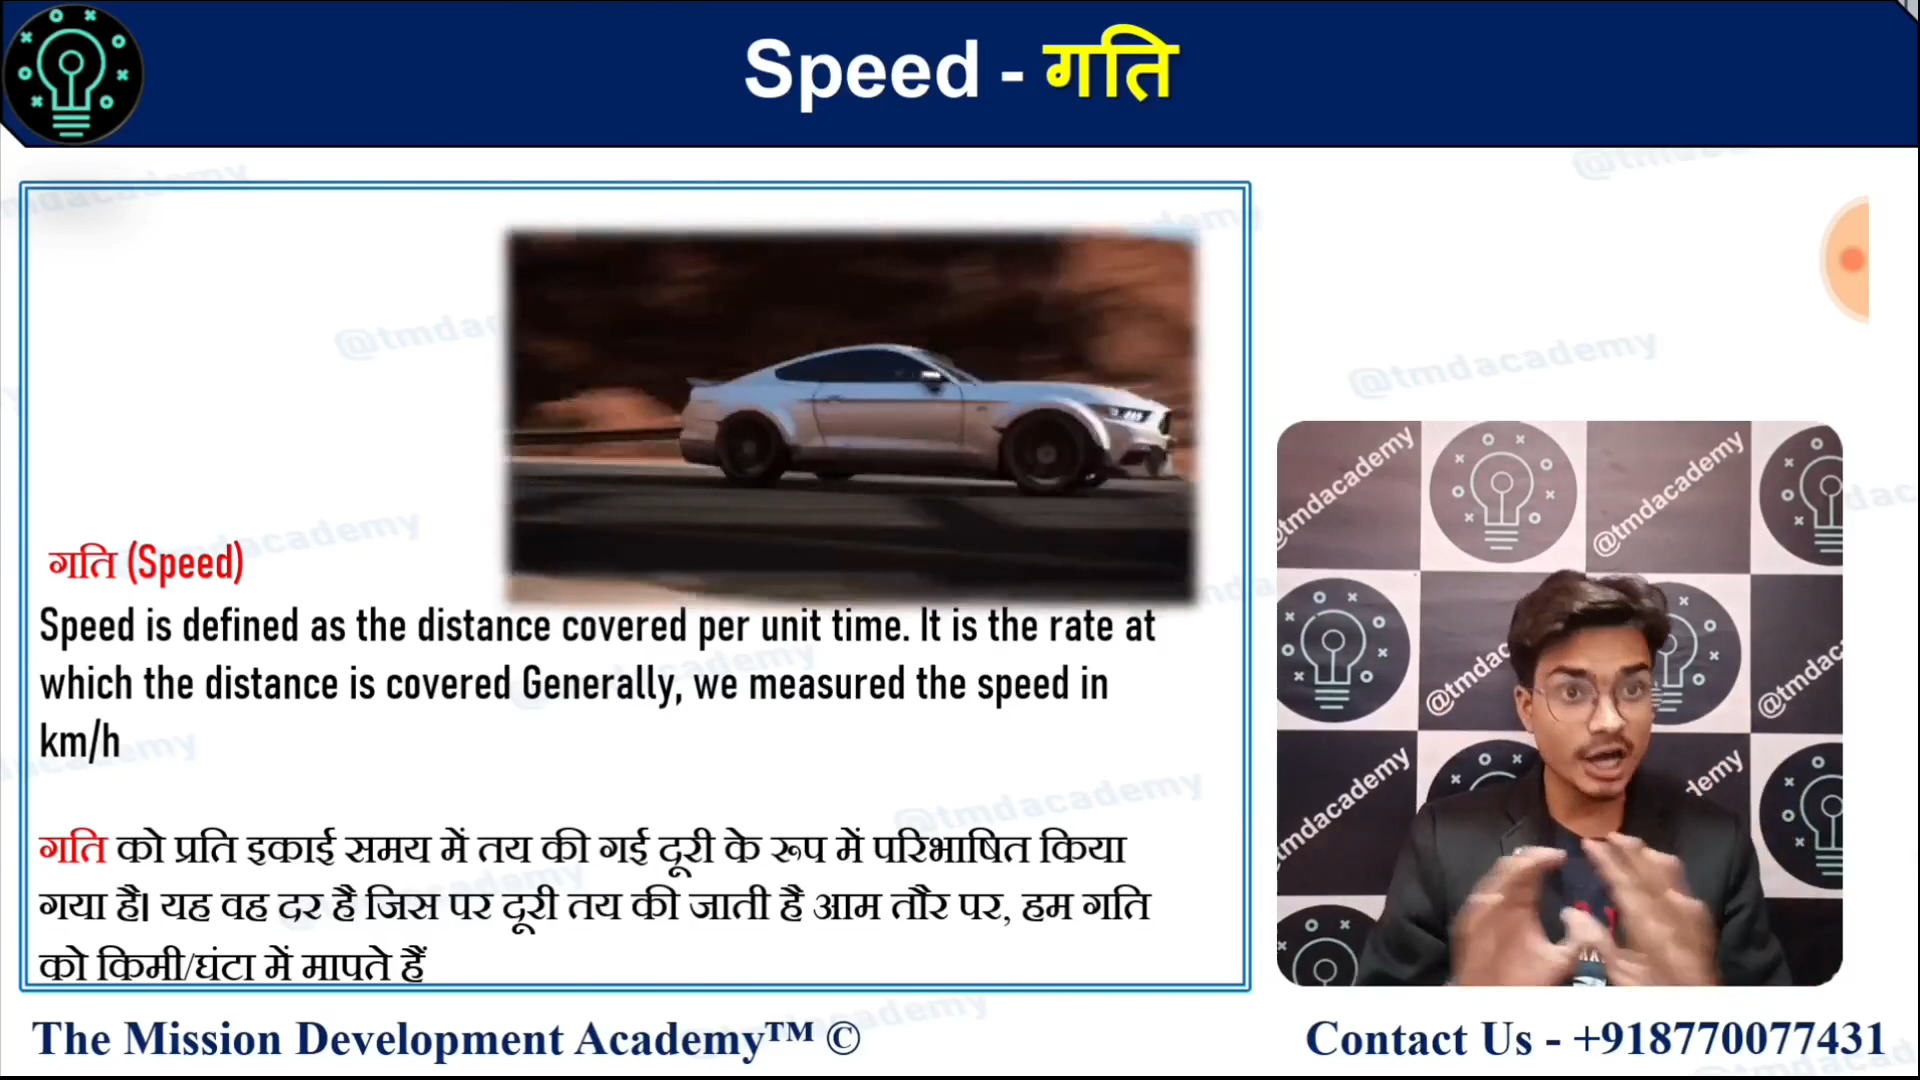 Speed - गति
गति (Speed)
Speed is defined as the distance covered per unit time. It is the rate at
which the distance is covered Generally, we measured the speed in
km/h
गति को प्रति इकाई समय में तय की गई दूरी के रूप में परिभाषित किया
गया है। यह वह दर है जिस पर दूरी तय की जाती है आम तौर पर, हम गति
को किमी/घंटा में मापते हैं
@tmdacademy
@tmdacademy
The Mission Development Academy™ ©
Contact Us - +918770077431